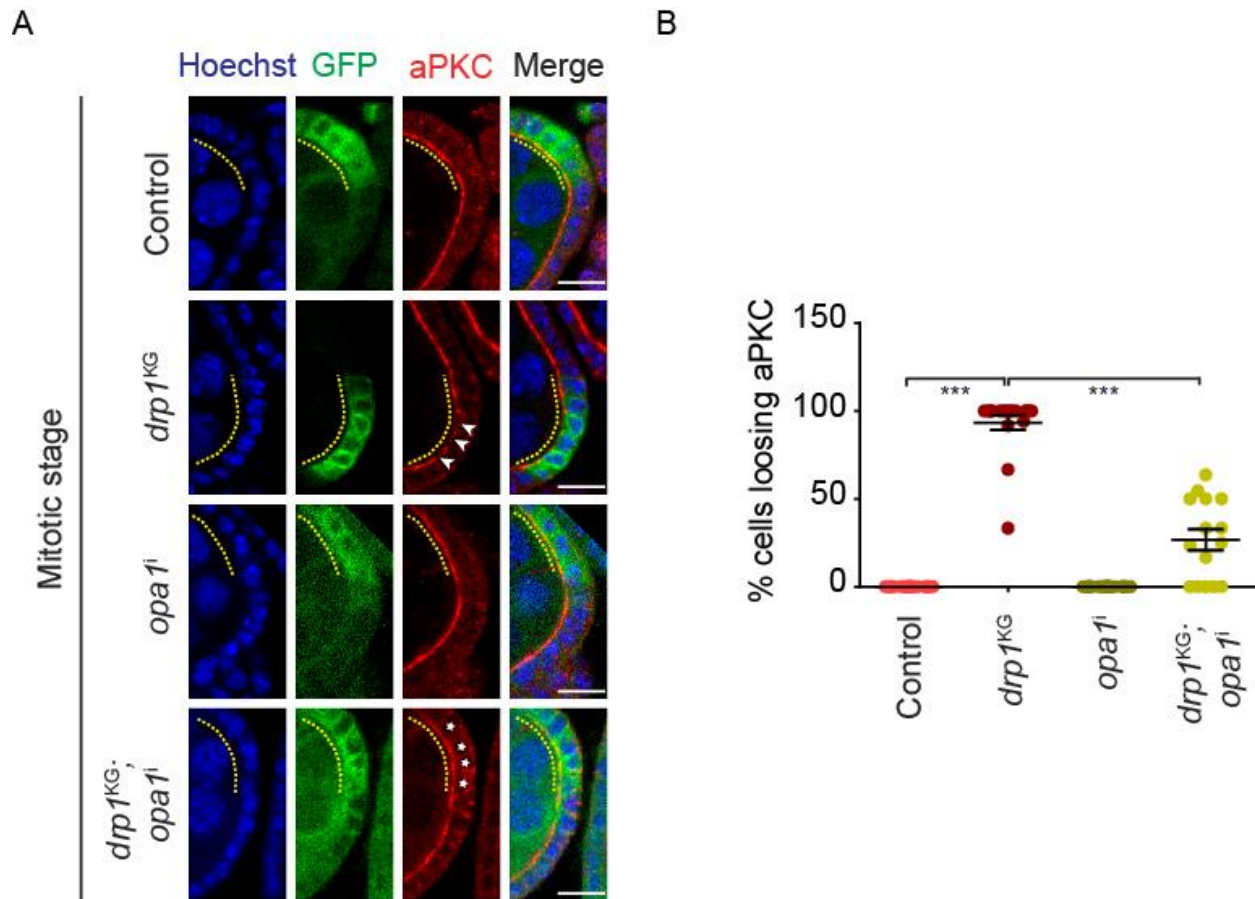 A
B
Hoechst GFP aPKC Merge
Mitotic stage
Control
drp1ᴷᴳ
opa1ⁱ
drp1ᴷᴳ;
opa1ⁱ
% cells loosing aPKC
150
100
50
0
***
***
Control
drp1ᴷᴳ
opa1ⁱ
drp1ᴷᴳ;
opa1ⁱ